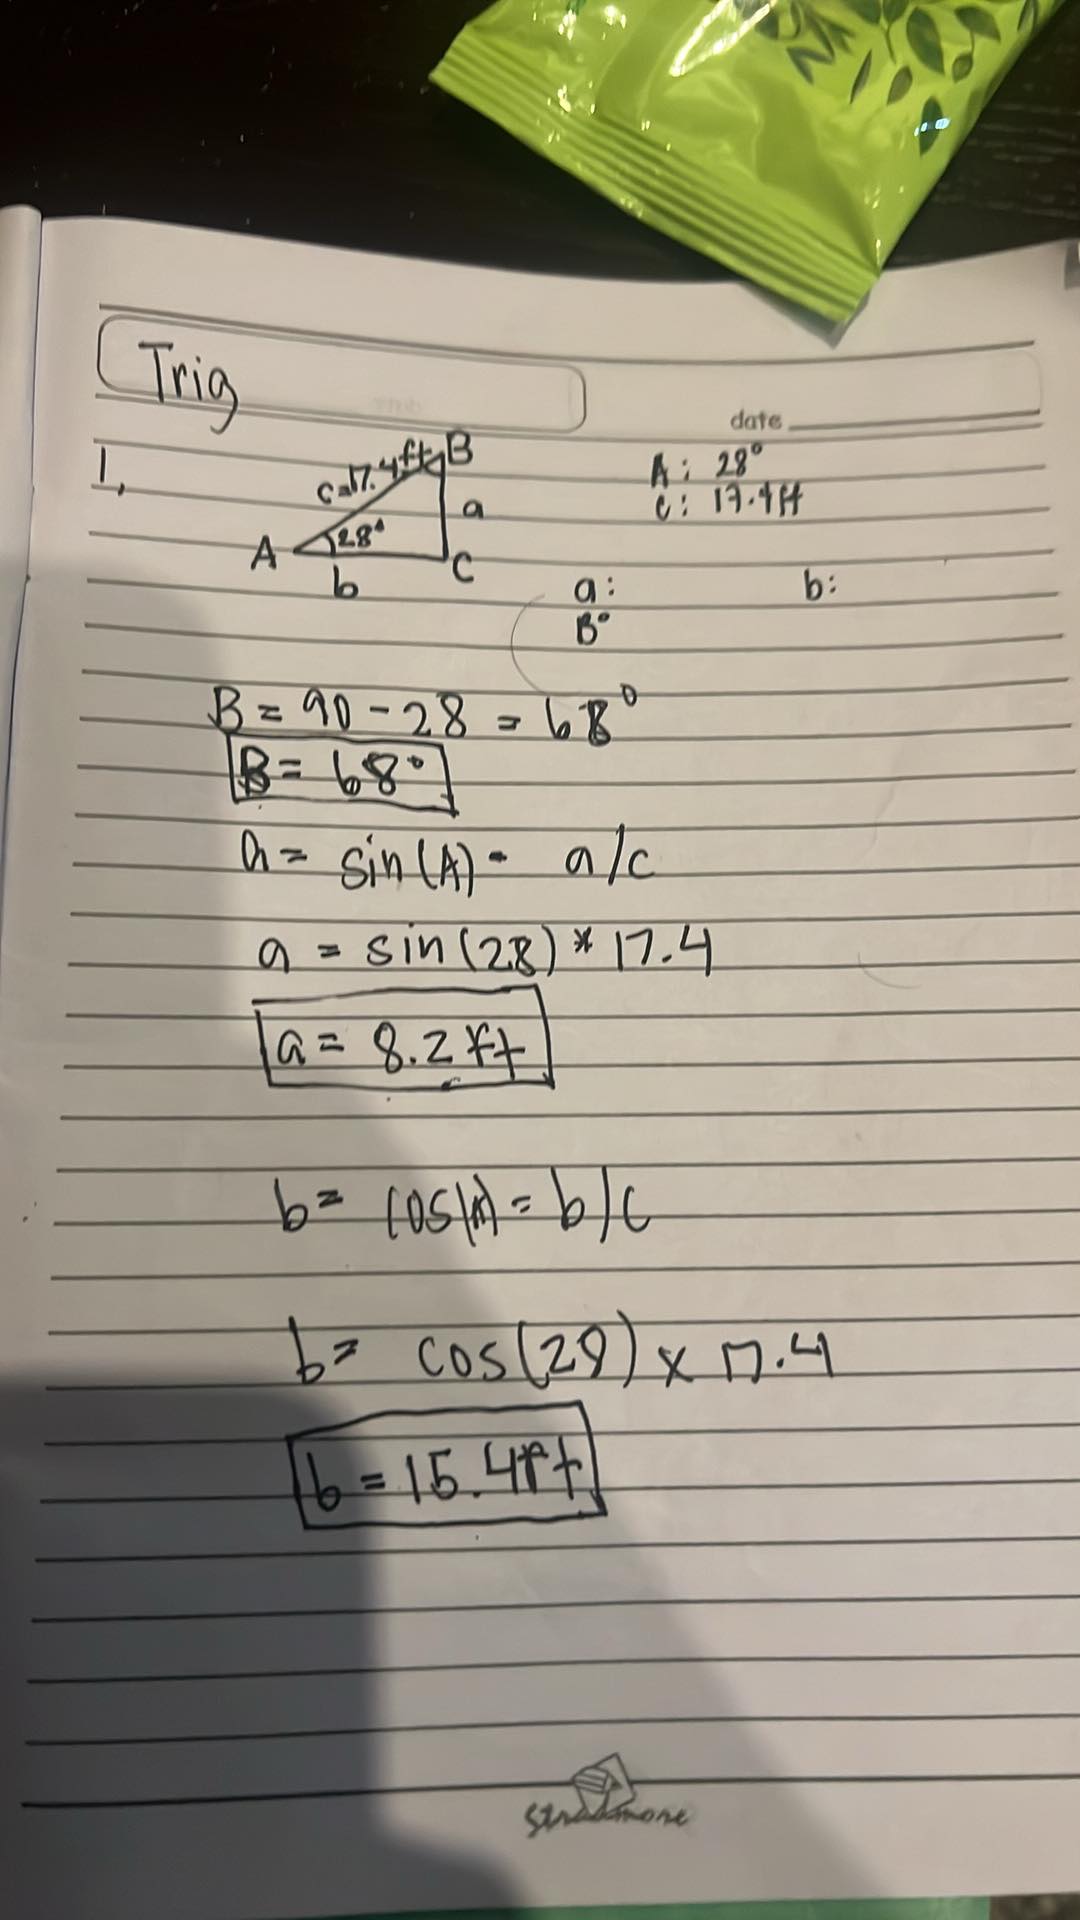 Trig
date
1,
c=17.4ft
B
a
A
28°
b
C
A: 28°
c: 17.4ft
a:
b:
B°
B = 90 - 28 = 68°
B = 68°
a = sin(A) - a/c
a = sin(28) * 17.4
a = 8.2 ft
b = cos(A) = b/c
b = cos(28) x 17.4
b = 15.4ft
Strathmore